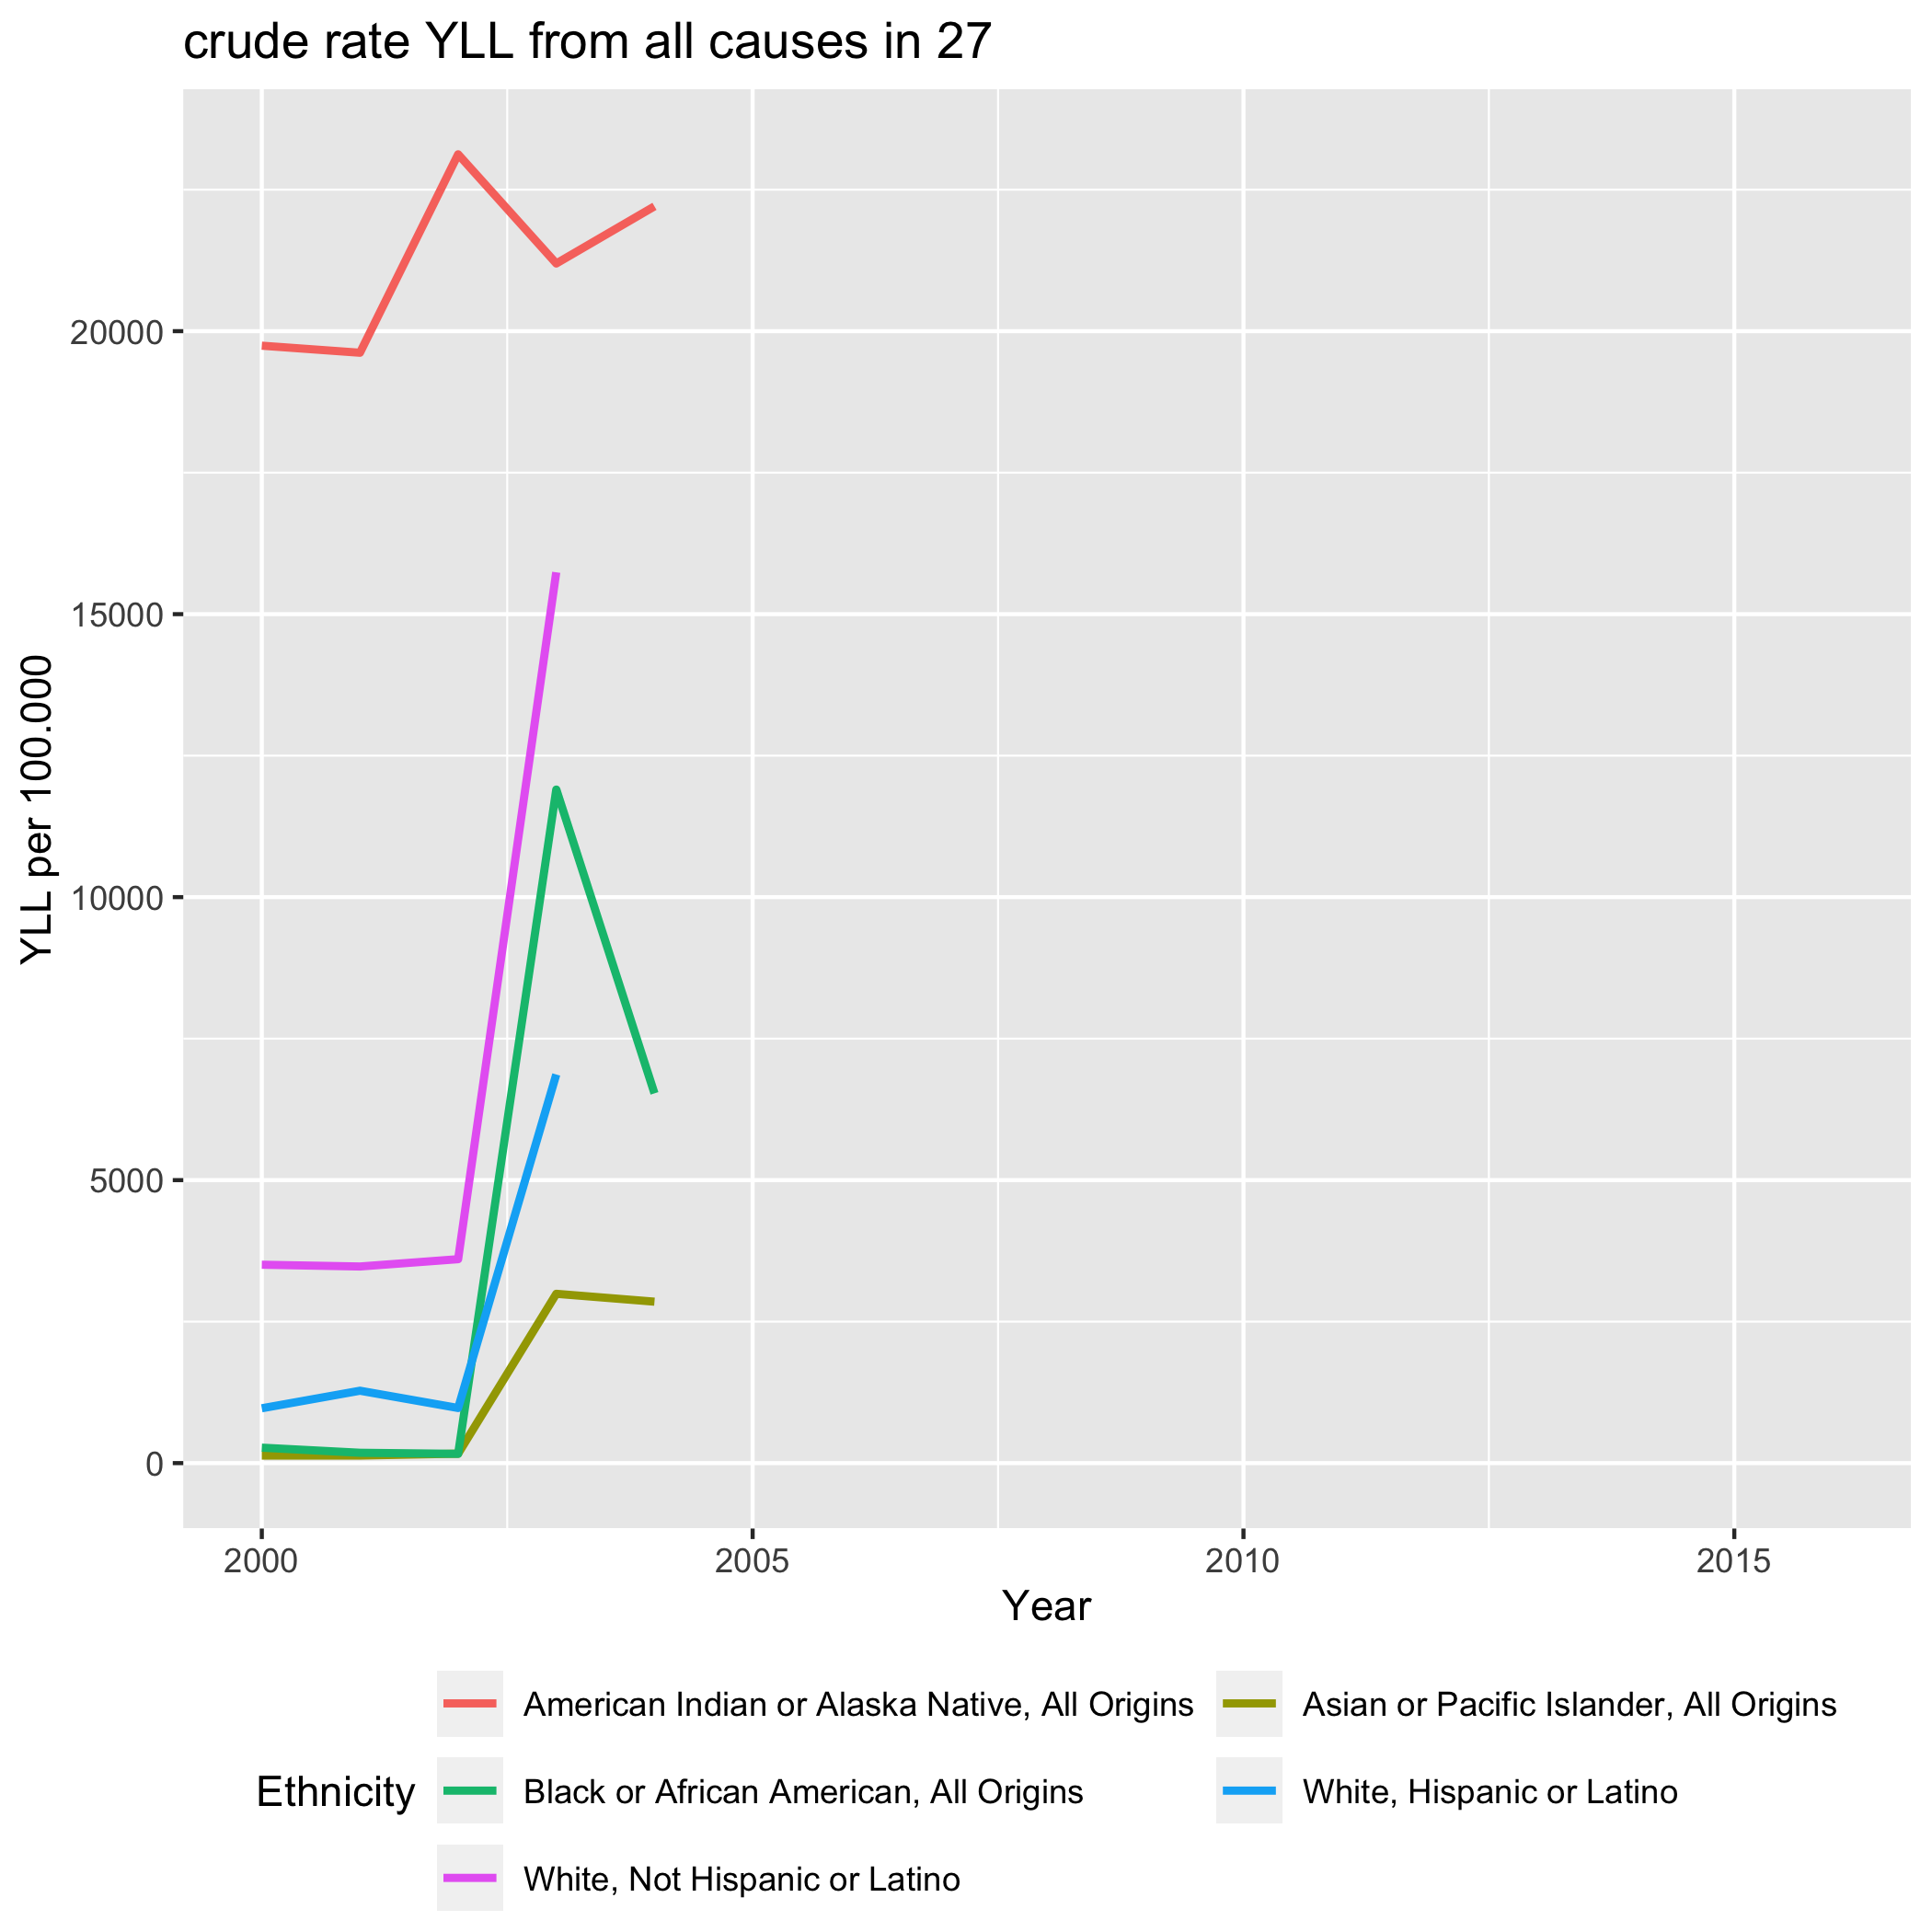 crude rate YLL from all causes in 27
YLL per 100.000
20000
15000
10000
5000
0
2000 2005 2010 2015
Year
Ethnicity
American Indian or Alaska Native, All Origins
Asian or Pacific Islander, All Origins
Black or African American, All Origins
White, Hispanic or Latino
White, Not Hispanic or Latino